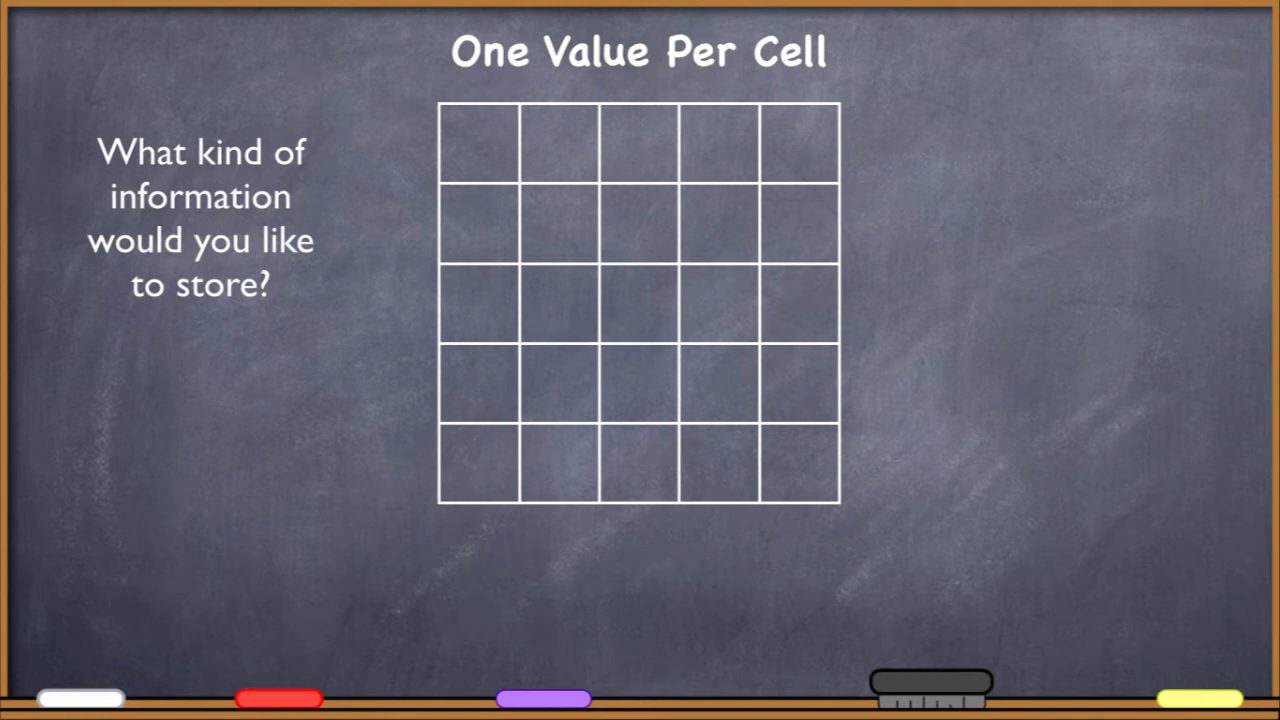 One Value Per Cell
What kind of
information
would you like
to store?